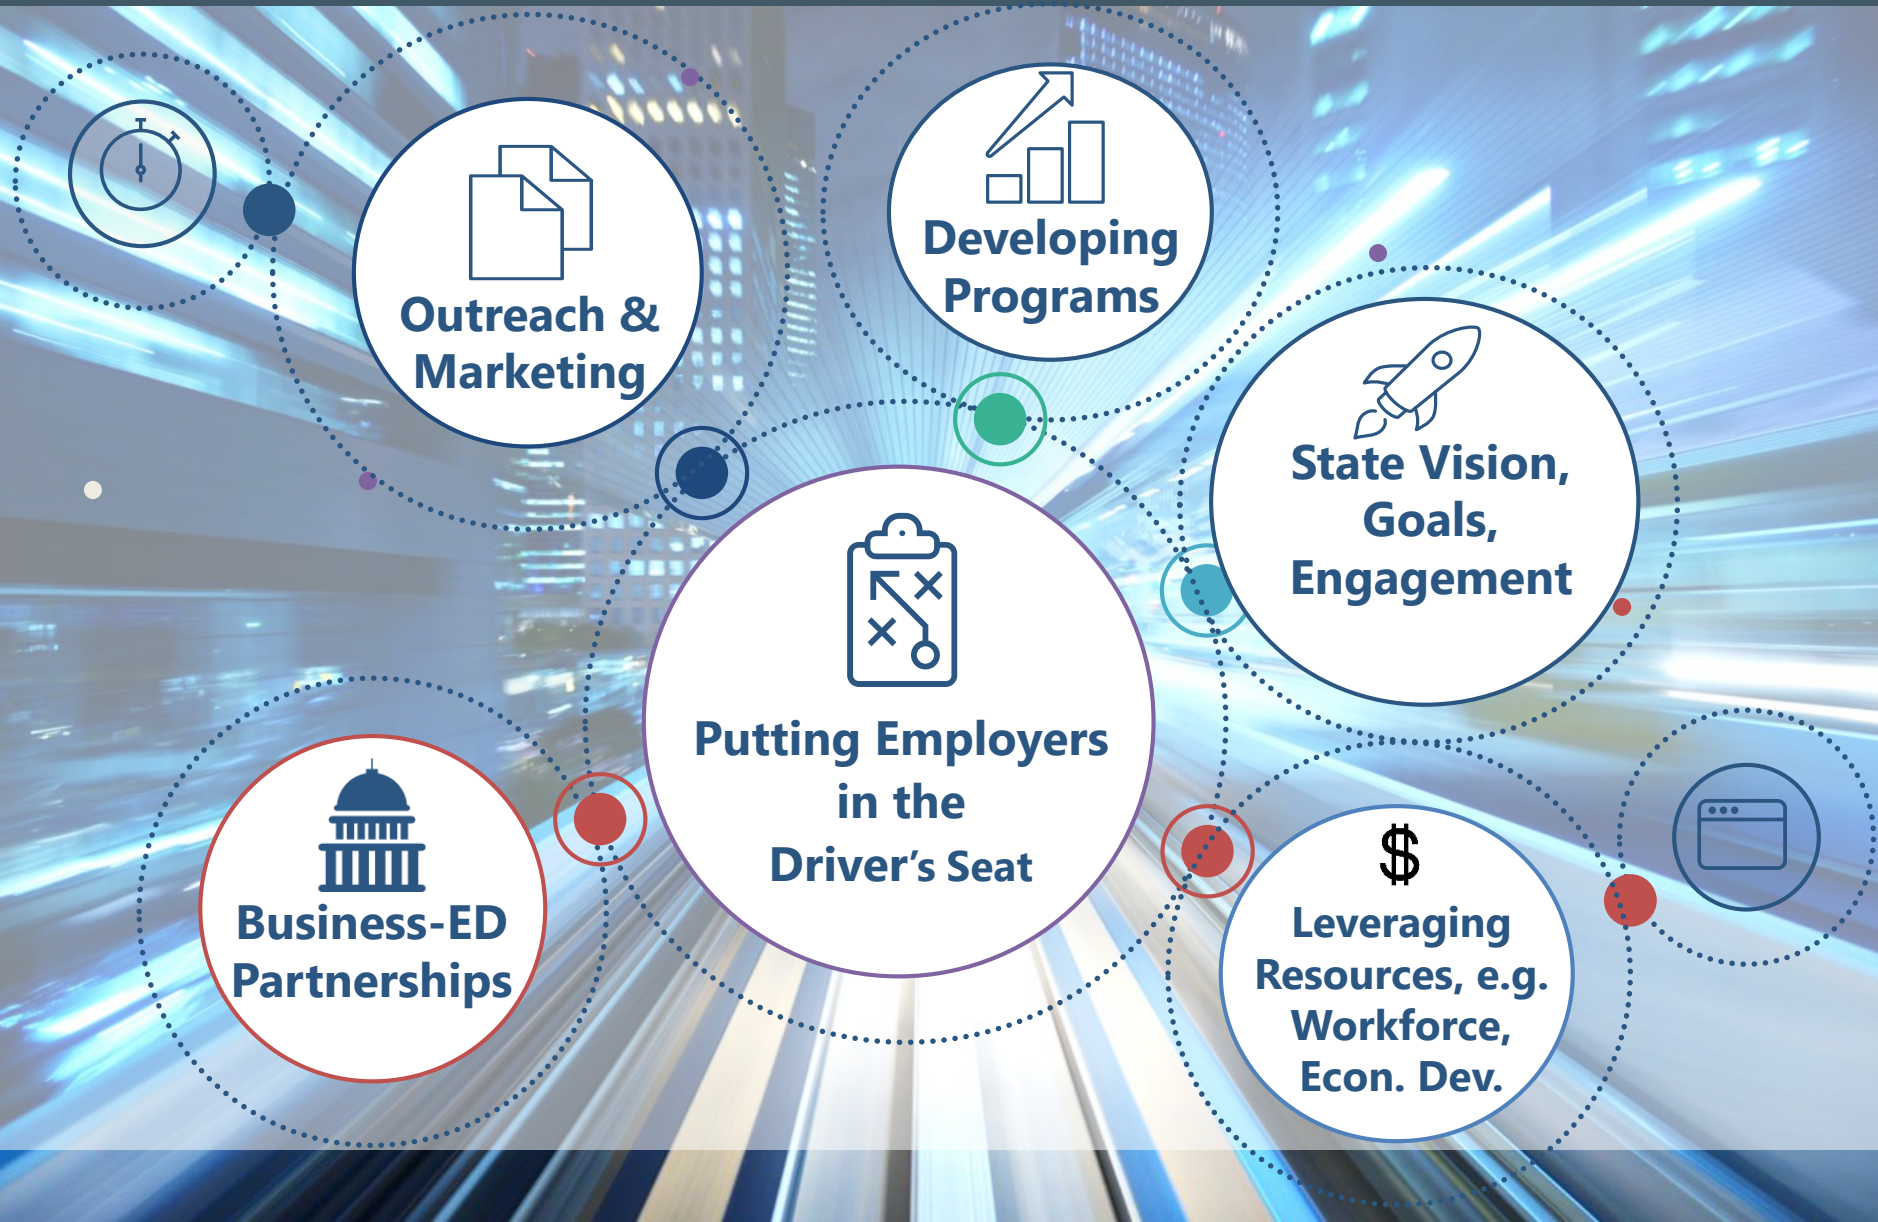 Outreach &
Marketing
Developing
Programs
State Vision,
Goals,
Engagement
Putting Employers
in the
Driver's Seat
Business-ED
Partnerships
$
Leveraging
Resources, e.g.
Workforce,
Econ. Dev.